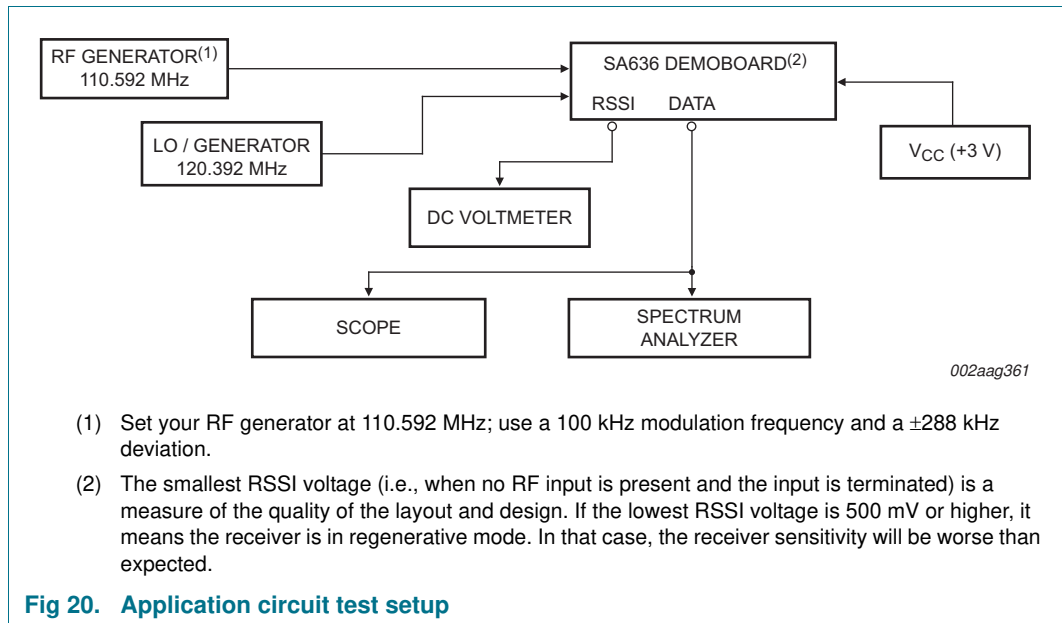 RF GENERATOR(1)
110.592 MHz
SA636 DEMOBOARD(2)
RSSI DATA
LO / GENERATOR
120.392 MHz
VCC (+3 V)
DC VOLTMETER
SCOPE
SPECTRUM
ANALYZER
002aag361
(1) Set your RF generator at 110.592 MHz; use a 100 kHz modulation frequency and a ±288 kHz
deviation.
(2) The smallest RSSI voltage (i.e., when no RF input is present and the input is terminated) is a
measure of the quality of the layout and design. If the lowest RSSI voltage is 500 mV or higher, it
means the receiver is in regenerative mode. In that case, the receiver sensitivity will be worse than
expected.
Fig 20. Application circuit test setup